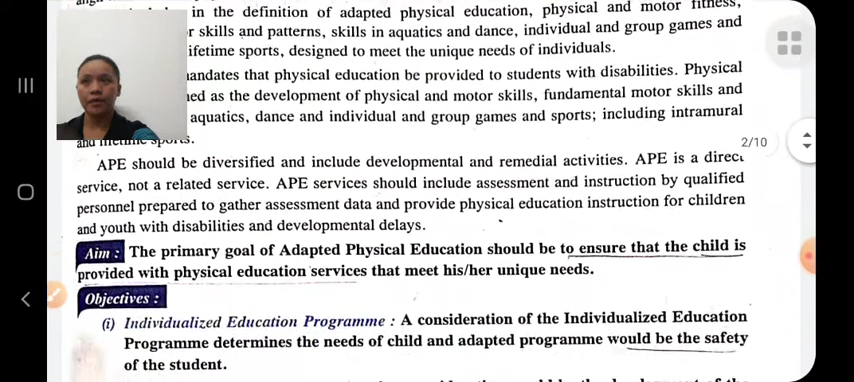 in the definition of adapted physical education, physical and motor fitness,
skills and patterns, skills in aquatics and dance, individual and group games and
lifetime sports, designed to meet the unique needs of individuals.
mandates that physical education be provided to students with disabilities. Physical
as the development of physical and motor skills, fundamental motor skills and
aquatics, dance and individual and group games and sports; including intramural
and lifetime sports.
2/10
APE should be diversified and include developmental and remedial activities. APE is a direct
service, not a related service. APE services should include assessment and instruction by qualified
personnel prepared to gather assessment data and provide physical education instruction for children
and youth with disabilities and developmental delays.
Aim : The primary goal of Adapted Physical Education should be to ensure that the child is
provided with physical education services that meet his/her unique needs.
Objectives :
(i) Individualized Education Programme : A consideration of the Individualized Education
Programme determines the needs of child and adapted programme would be the safety
of the student.